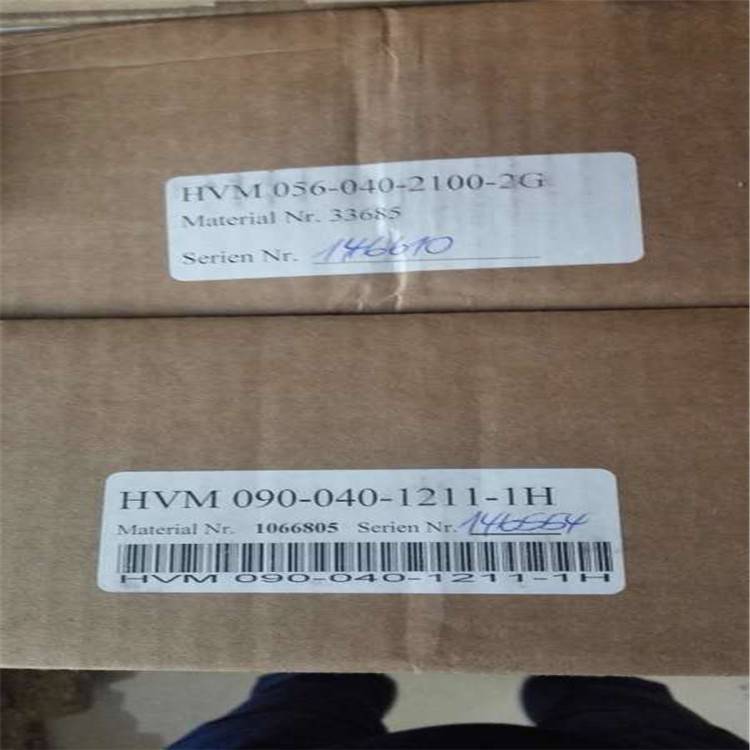 HVM 056-040-2100-2G
Material Nr. 33685
Serien Nr. 146610
HVM 090-040-1211-1H
Material Nr. 1066805 Serien Nr.
HVM 090-040-1211-1H